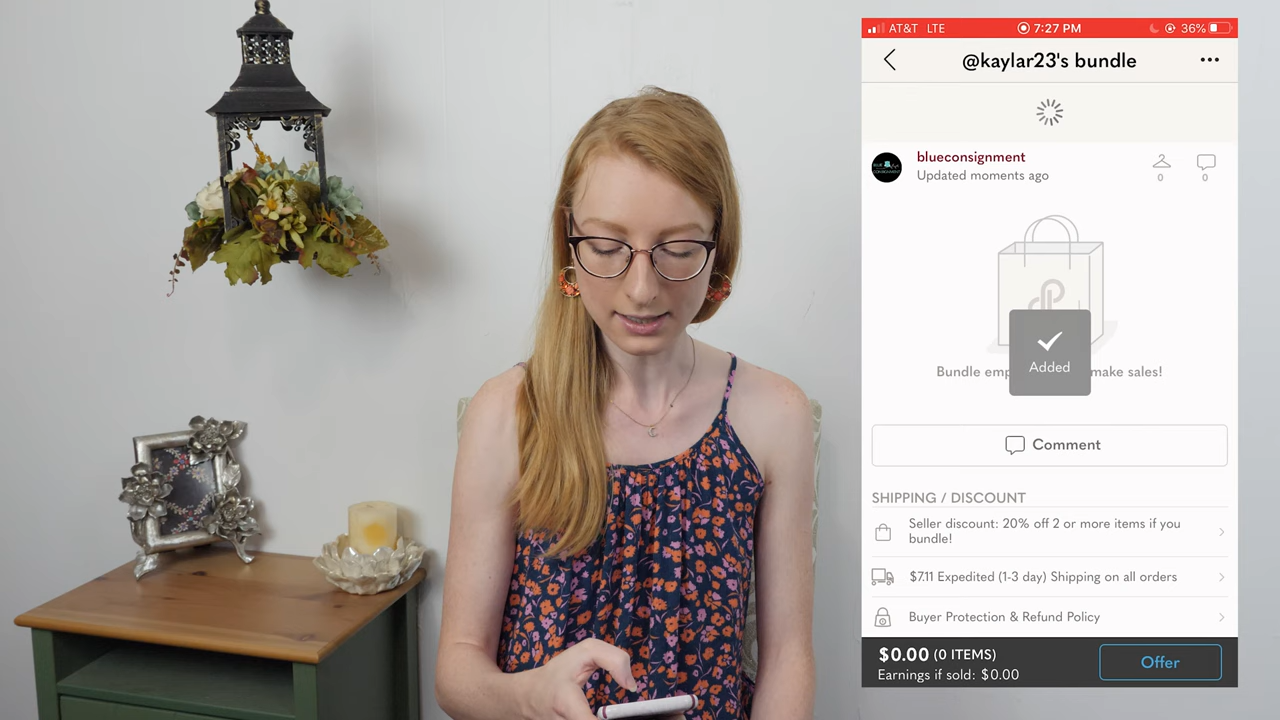 AT&T LTE 7:27 PM 36%
@kaylar23's bundle
blueconsignment
Updated moments ago
0 0
Added
Bundle emp make sales!
Comment
SHIPPING / DISCOUNT
Seller discount: 20% off 2 or more items if you
bundle!
$7.11 Expedited (1-3 day) Shipping on all orders
Buyer Protection & Refund Policy
$0.00 (0 ITEMS)
Offer
Earnings if sold: $0.00